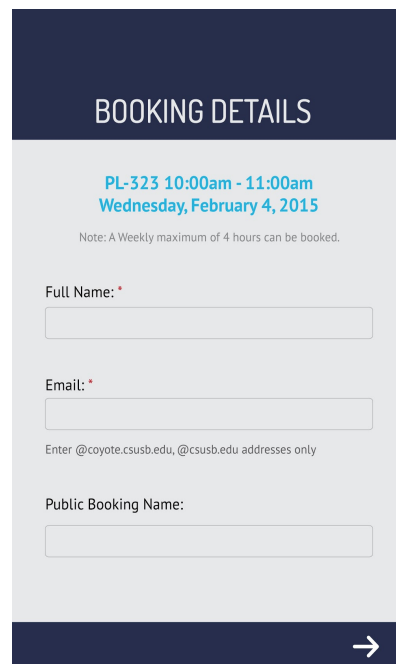 BOOKING DETAILS
PL-323 10:00am - 11:00am
Wednesday, February 4, 2015
Note: A Weekly maximum of 4 hours can be booked.
Full Name: *
Email: *
Enter @coyote.csusb.edu, @csusb.edu addresses only
Public Booking Name: